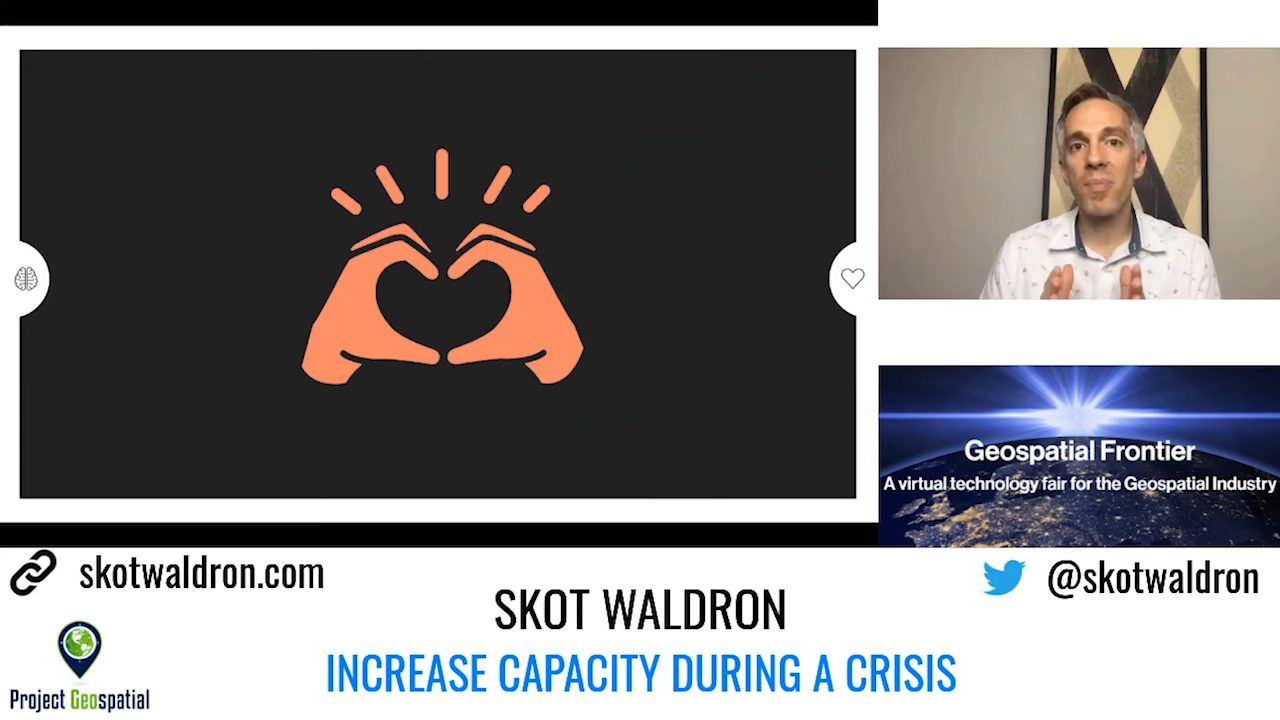 Geospatial Frontier
A virtual technology fair for the Geospatial Industry
skotwaldron.com
@skotwaldron
SKOT WALDRON
INCREASE CAPACITY DURING A CRISIS
Project Geospatial